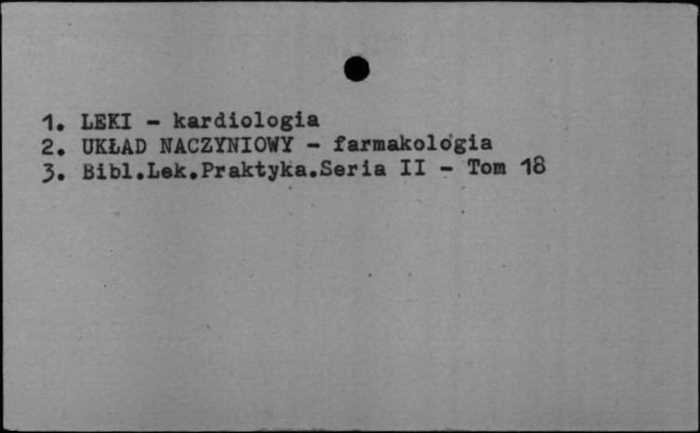 1. LEKI - kardiologia
2. UKŁAD NACZYNIOWY - farmakologia
3. Bibl.Lek.Praktyka.Seria II - Tom 18